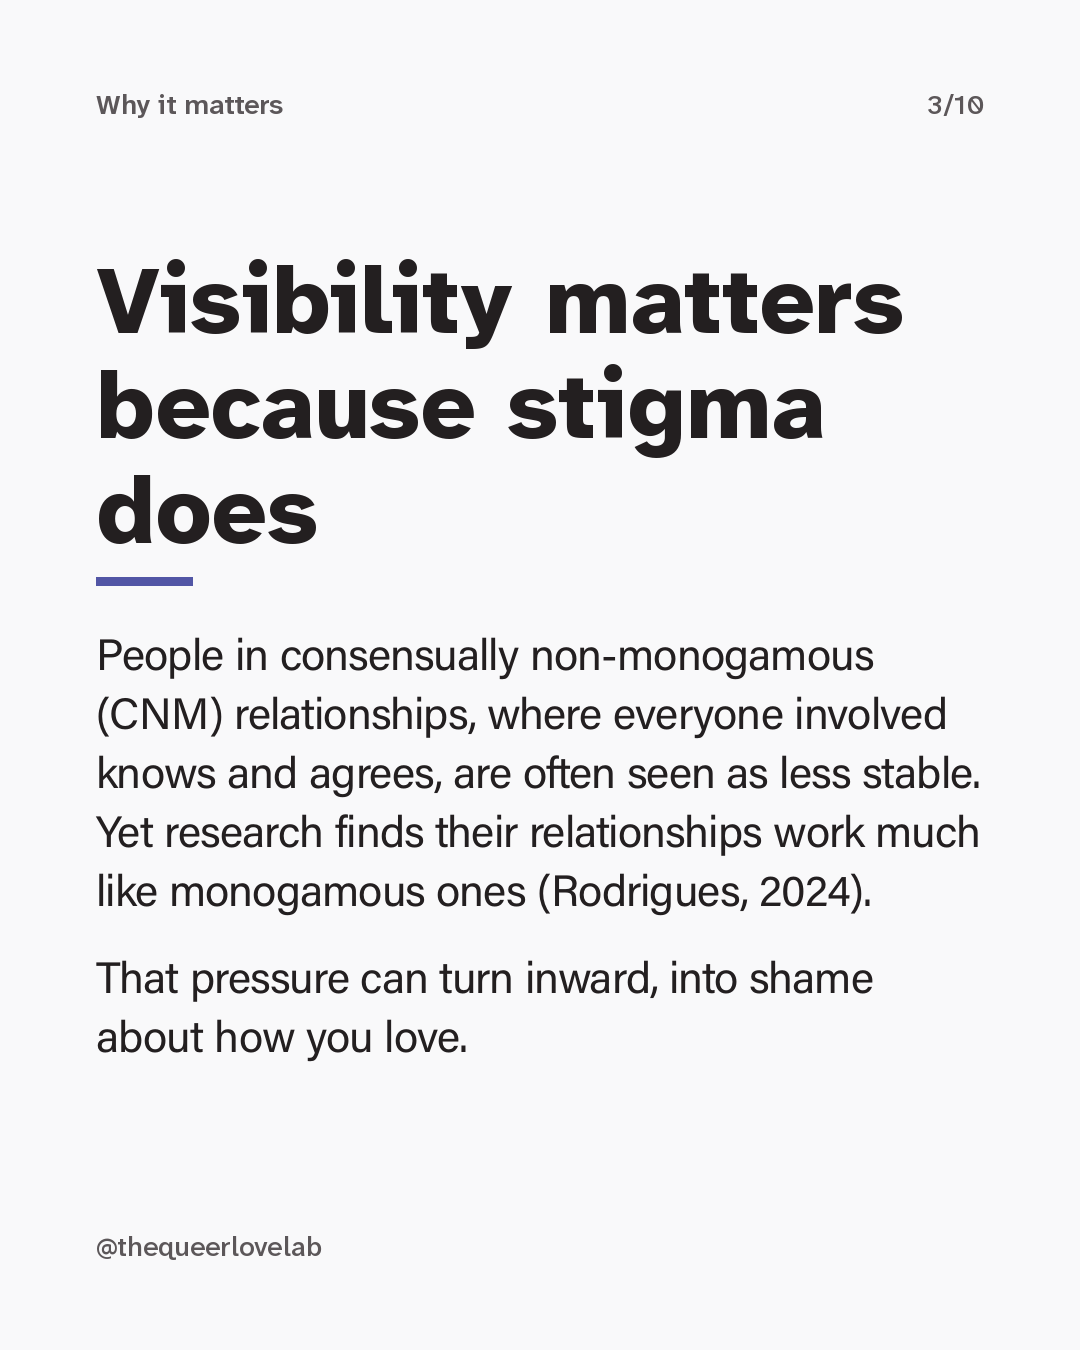 Why it matters
3/10
Visibility matters
because stigma
does
People in consensually non-monogamous
(CNM) relationships, where everyone involved
knows and agrees, are often seen as less stable.
Yet research finds their relationships work much
like monogamous ones (Rodrigues, 2024).
That pressure can turn inward, into shame
about how you love.
@thequeerlovelab